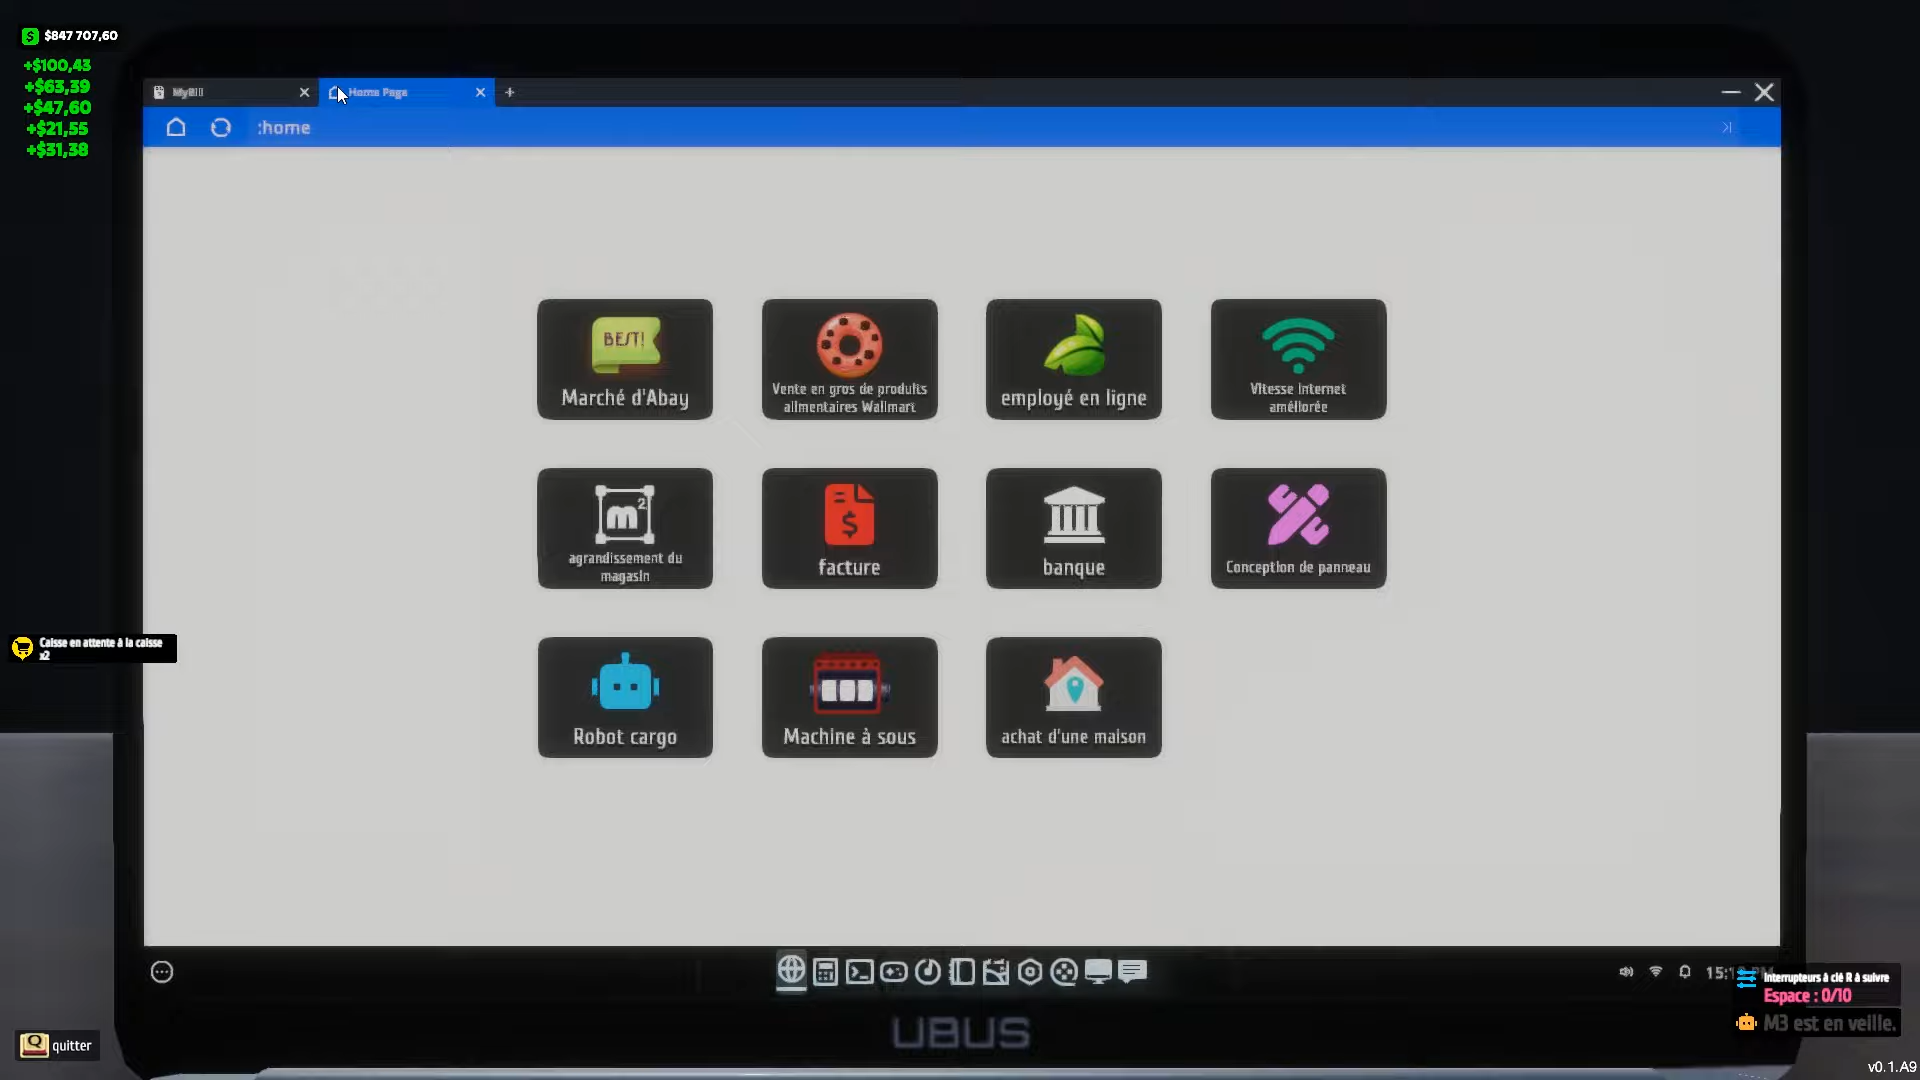 $847 707,60
+$100,43
+$63,39
+$47,60
+$21,55
+$31,38
MyBill
Home Page
:home
BEST!
Marché d'Abay
Vente en gros de produits
alimentaires Wallmart
employé en ligne
Vitesse internet
améliorée
m²
agrandissement du
magasin
$
facture
banque
Conception de panneau
Robot cargo
Machine à sous
achat d'une maison
Caisse en attente à la caisse
x2
Interrupteurs à clé R à suivre
Espace : 0/10
M3 est en veille.
UBUS
Q quitter
v0.1.A9